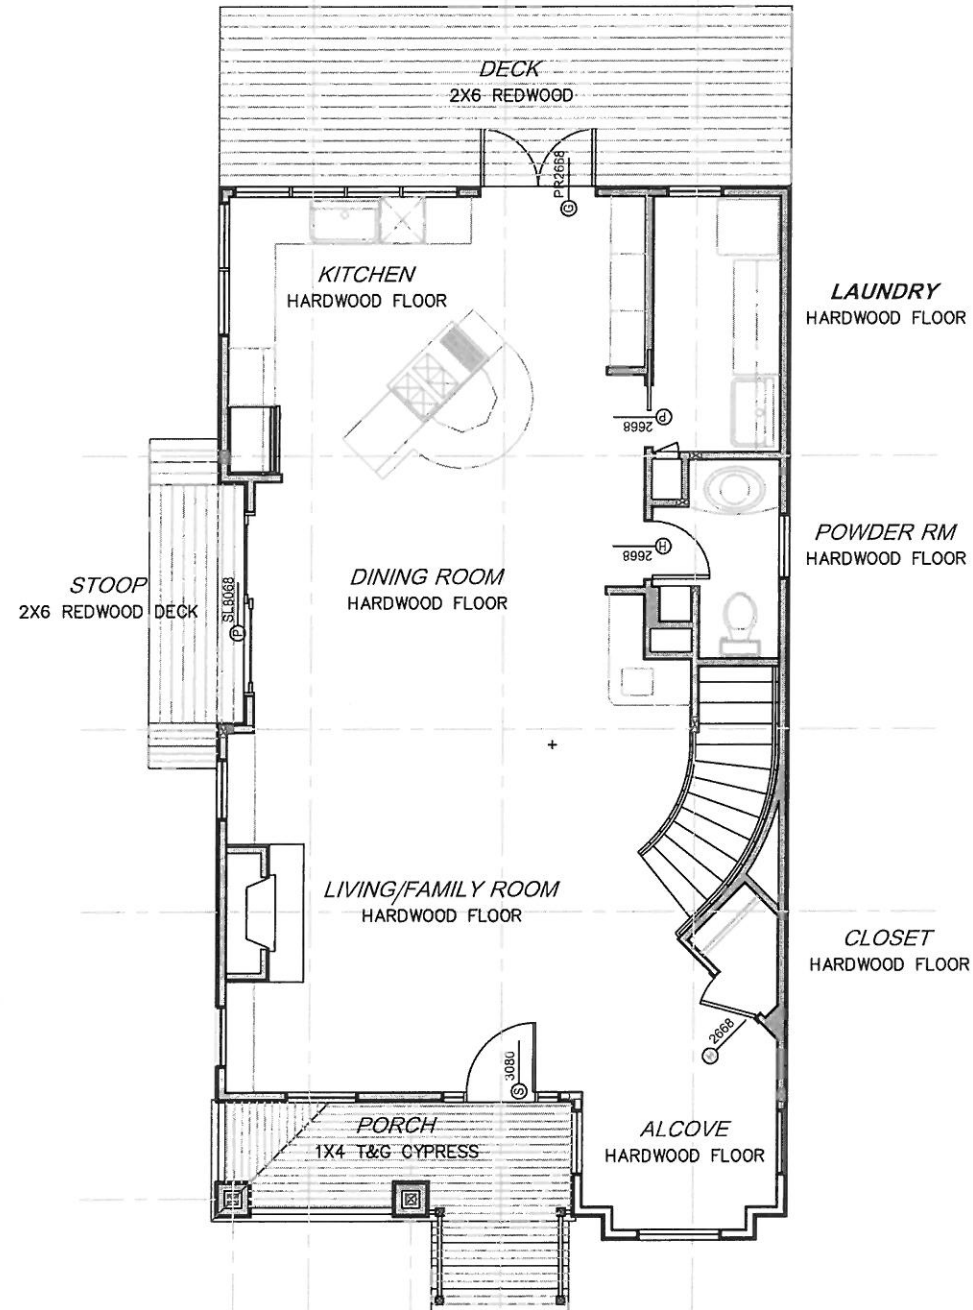 DECK
2X6 REDWOOD
PR2668
G
KITCHEN
HARDWOOD FLOOR
LAUNDRY
HARDWOOD FLOOR
P
2668
POWDER RM
HARDWOOD FLOOR
H
2668
STOOP
2X6 REDWOOD DECK
SL8068
P
DINING ROOM
HARDWOOD FLOOR
LIVING/FAMILY ROOM
HARDWOOD FLOOR
CLOSET
HARDWOOD FLOOR
2668
H
3080
S
PORCH
1X4 T&G CYPRESS
ALCOVE
HARDWOOD FLOOR